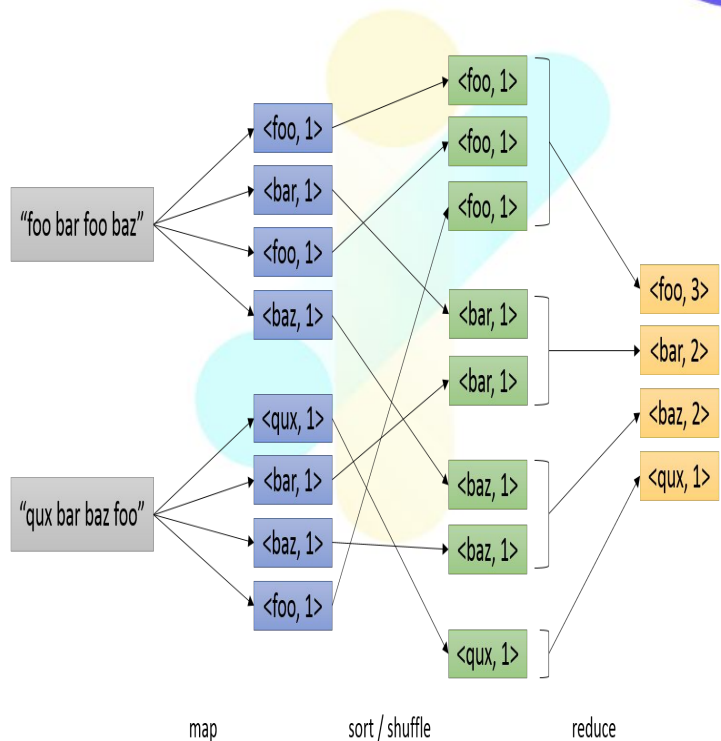 “foo bar foo baz”
“qux bar baz foo”
<foo, 1>
<bar, 1>
<foo, 1>
<baz, 1>
<qux, 1>
<bar, 1>
<baz, 1>
<foo, 1>
<foo, 1>
<foo, 1>
<foo, 1>
<bar, 1>
<bar, 1>
<baz, 1>
<baz, 1>
<qux, 1>
<foo, 3>
<bar, 2>
<baz, 2>
<qux, 1>
map
sort / shuffle
reduce